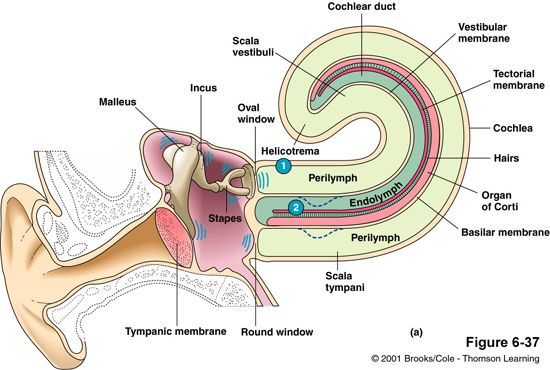 Cochlear duct
Scala
vestibuli
Vestibular
membrane
Tectorial
membrane
Incus
Malleus
Oval
window
Cochlea
Helicotrema
Hairs
1
Perilymph
Stapes
Endolymph
2
Organ
of Corti
Basilar membrane
Perilymph
Scala
tympani
Tympanic membrane
Round window
(a)
Figure 6-37
© 2001 Brooks/Cole - Thomson Learning